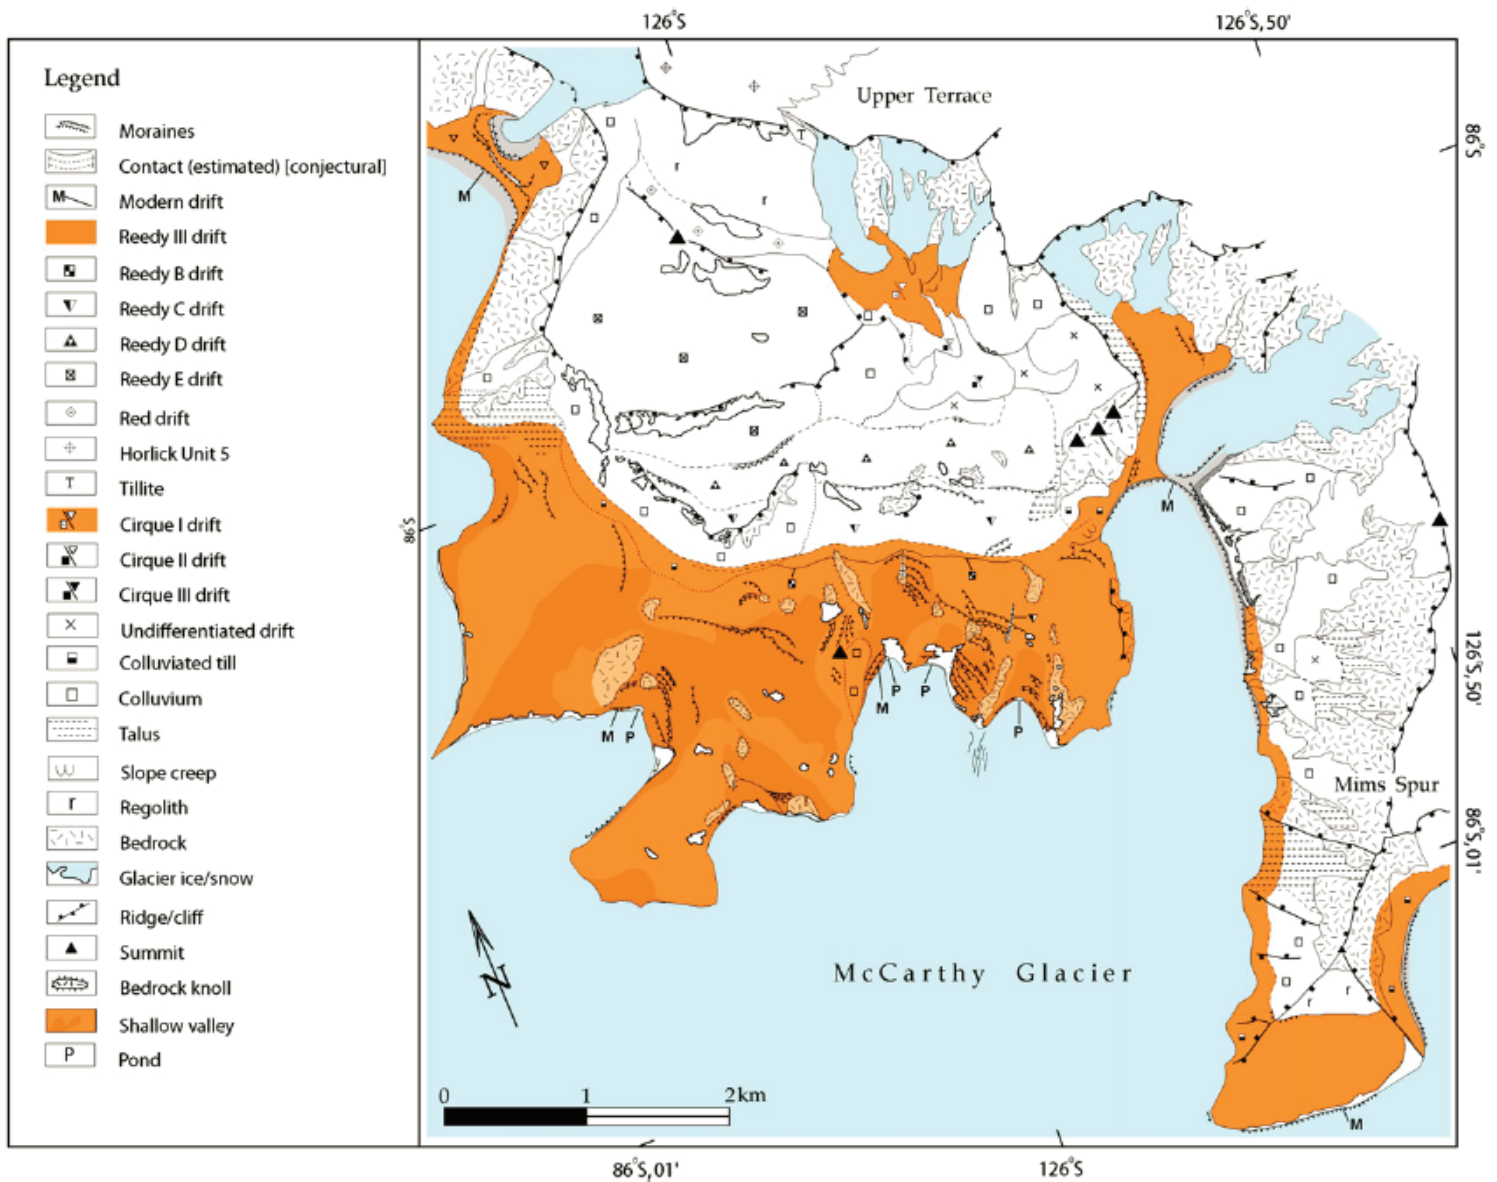 126°S
126°S, 50'
Legend
Moraines
Contact (estimated) [conjectural]
M
Modern drift
Reedy III drift
Reedy B drift
Reedy C drift
Reedy D drift
Reedy E drift
Red drift
Horlick Unit 5
T
Tillite
Cirque I drift
Cirque II drift
Cirque III drift
Undifferentiated drift
Colluviated till
Colluvium
Talus
Slope creep
r
Regolith
Bedrock
Glacier ice/snow
Ridge/cliff
Summit
Bedrock knoll
Shallow valley
P
Pond
Upper Terrace
T
r
r
M
86°S
86°S
M
126°S, 50'
M
P
M
P
P
P
Mims Spur
86°S, 01'
McCarthy Glacier
N
r
r
M
0
1
2km
86°S, 01'
126°S